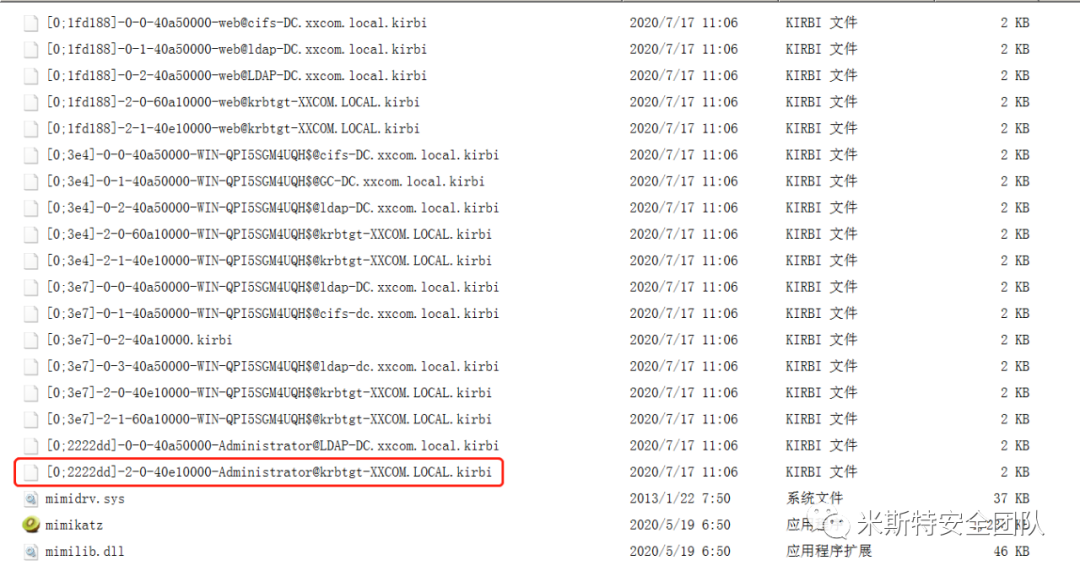 [0;1fd188]-0-0-40a50000-web@cifs-DC.xxcom.local.kirbi 2020/7/17 11:06 KIRBI 文件 2 KB
[0;1fd188]-0-1-40a50000-web@ldap-DC.xxcom.local.kirbi 2020/7/17 11:06 KIRBI 文件 2 KB
[0;1fd188]-0-2-40a50000-web@LDAP-DC.xxcom.local.kirbi 2020/7/17 11:06 KIRBI 文件 2 KB
[0;1fd188]-2-0-60a10000-web@krbtgt-XXCOM.LOCAL.kirbi 2020/7/17 11:06 KIRBI 文件 2 KB
[0;1fd188]-2-1-40e10000-web@krbtgt-XXCOM.LOCAL.kirbi 2020/7/17 11:06 KIRBI 文件 2 KB
[0;3e4]-0-0-40a50000-WIN-QPI5SGM4UQH$@cifs-DC.xxcom.local.kirbi 2020/7/17 11:06 KIRBI 文件 2 KB
[0;3e4]-0-1-40a50000-WIN-QPI5SGM4UQH$@GC-DC.xxcom.local.kirbi 2020/7/17 11:06 KIRBI 文件 2 KB
[0;3e4]-0-2-40a50000-WIN-QPI5SGM4UQH$@ldap-DC.xxcom.local.kirbi 2020/7/17 11:06 KIRBI 文件 2 KB
[0;3e4]-2-0-60a10000-WIN-QPI5SGM4UQH$@krbtgt-XXCOM.LOCAL.kirbi 2020/7/17 11:06 KIRBI 文件 2 KB
[0;3e4]-2-1-40e10000-WIN-QPI5SGM4UQH$@krbtgt-XXCOM.LOCAL.kirbi 2020/7/17 11:06 KIRBI 文件 2 KB
[0;3e7]-0-0-40a50000-WIN-QPI5SGM4UQH$@ldap-DC.xxcom.local.kirbi 2020/7/17 11:06 KIRBI 文件 2 KB
[0;3e7]-0-1-40a50000-WIN-QPI5SGM4UQH$@cifs-dc.xxcom.local.kirbi 2020/7/17 11:06 KIRBI 文件 2 KB
[0;3e7]-0-2-40a10000.kirbi 2020/7/17 11:06 KIRBI 文件 2 KB
[0;3e7]-0-3-40a50000-WIN-QPI5SGM4UQH$@ldap-dc.xxcom.local.kirbi 2020/7/17 11:06 KIRBI 文件 2 KB
[0;3e7]-2-0-40e10000-WIN-QPI5SGM4UQH$@krbtgt-XXCOM.LOCAL.kirbi 2020/7/17 11:06 KIRBI 文件 2 KB
[0;3e7]-2-1-60a10000-WIN-QPI5SGM4UQH$@krbtgt-XXCOM.LOCAL.kirbi 2020/7/17 11:06 KIRBI 文件 2 KB
[0;2222dd]-0-0-40a50000-Administrator@LDAP-DC.xxcom.local.kirbi 2020/7/17 11:06 KIRBI 文件 2 KB
[0;2222dd]-2-0-40e10000-Administrator@krbtgt-XXCOM.LOCAL.kirbi 2020/7/17 11:06 KIRBI 文件 2 KB
mimidrv.sys 2013/1/22 7:50 系统文件 37 KB
mimikatz 2020/5/19 6:50 KB
米斯特安全团队
mimilib.dll 2020/5/19 6:50 应用程序扩展 46 KB